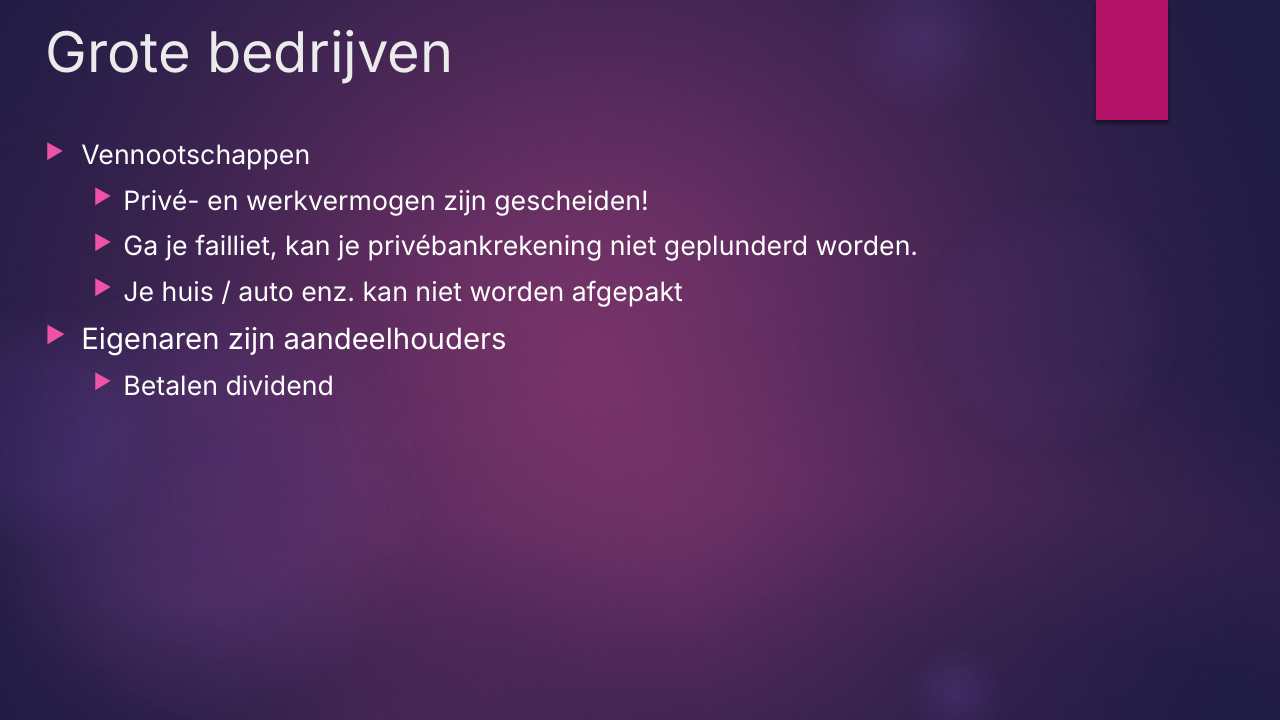 Grote bedrijven
Vennootschappen
Privé- en werkvermogen zijn gescheiden!
Ga je failliet, kan je privébankrekening niet geplunderd worden.
Je huis / auto enz. kan niet worden afgepakt
Eigenaren zijn aandeelhouders
Betalen dividend